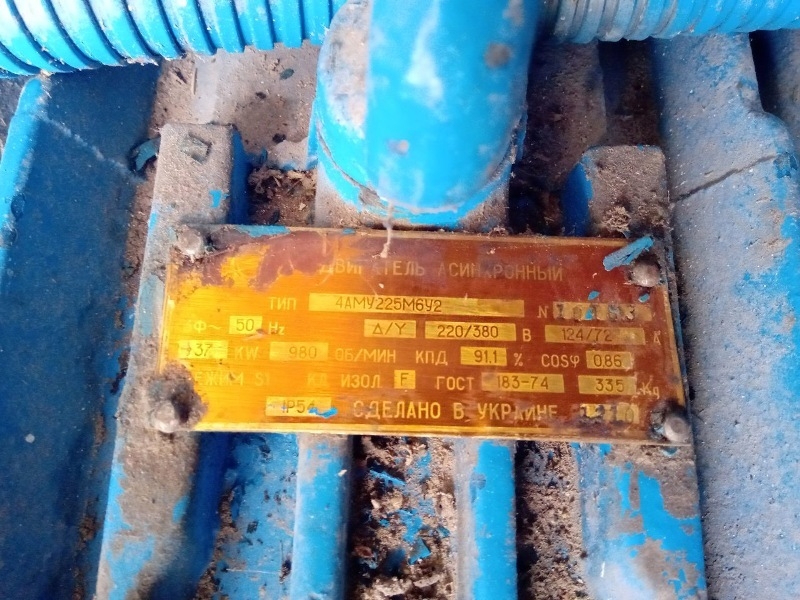 ДВИГАТЕЛЬ АСИНХРОННЫЙ
ТИП 4АМУ225М6У2 N
Ф~ 50 Hz Δ/Y 220/380 В 124/72 А
37 KW 980 ОБ/МИН КПД 91.1 % COSφ 0.86
S1 ИЗОЛ F ГОСТ 183-74 335 Kg
IP54 СДЕЛАНО В УКРАИНЕ